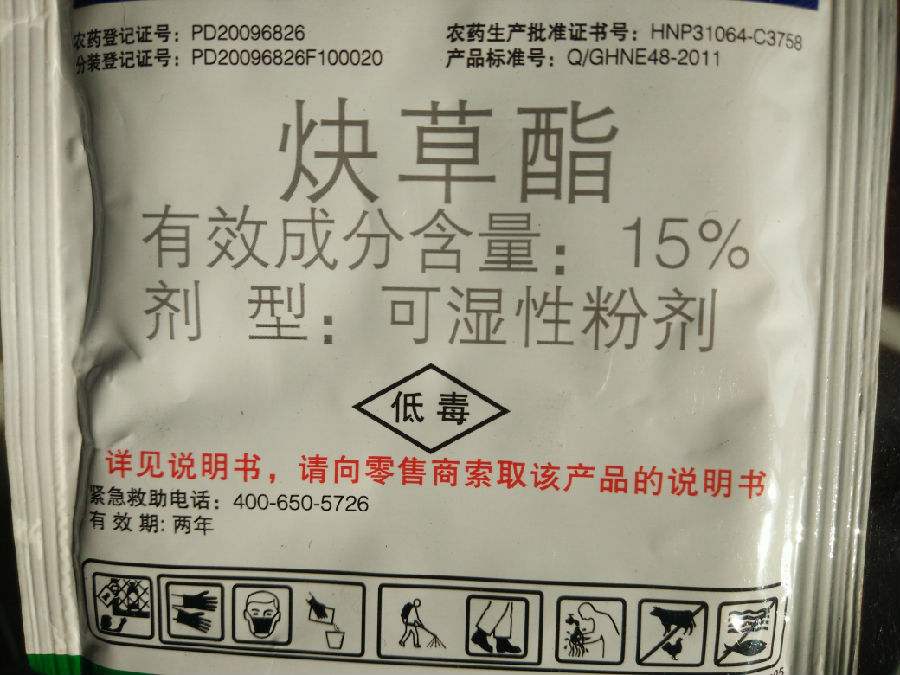 农药登记证号：PD20096826
农药生产批准证书号：HNP31064-C3758
分装登记证号：PD20096826F100020
产品标准号：Q/GHNE48-2011
炔草酯
有效成分含量：15%
剂 型：可湿性粉剂
低毒
详见说明书，请向零售商索取该产品的说明书
紧急救助电话：400-650-5726
有效期：两年